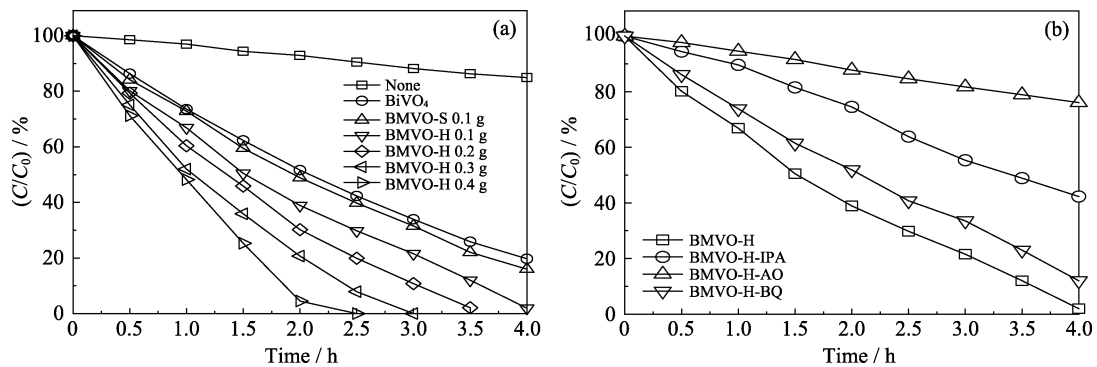 (a)
100
80
60
40
20
0
(C/C0) / %
None
BiVO4
BMVO-S 0.1 g
BMVO-H 0.1 g
BMVO-H 0.2 g
BMVO-H 0.3 g
BMVO-H 0.4 g
0 0.5 1.0 1.5 2.0 2.5 3.0 3.5 4.0
Time / h
(b)
100
80
60
40
20
0
(C/C0) / %
BMVO-H
BMVO-H-IPA
BMVO-H-AO
BMVO-H-BQ
0 0.5 1.0 1.5 2.0 2.5 3.0 3.5 4.0
Time / h